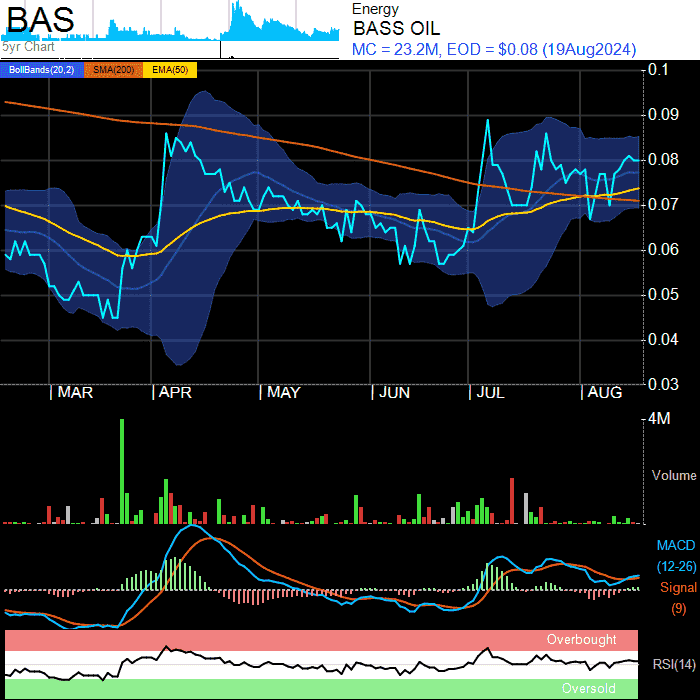 BAS
5yr Chart
Energy
BASS OIL
MC = 23.2M, EOD = $0.08 (19Aug2024)
BollBands(20,2) SMA(200) EMA(50)
0.1
0.09
0.08
0.07
0.06
0.05
0.04
0.03
MAR APR MAY JUN JUL AUG
4M
Volume
MACD
(12-26)
Signal
(9)
Overbought
RSI(14)
Oversold